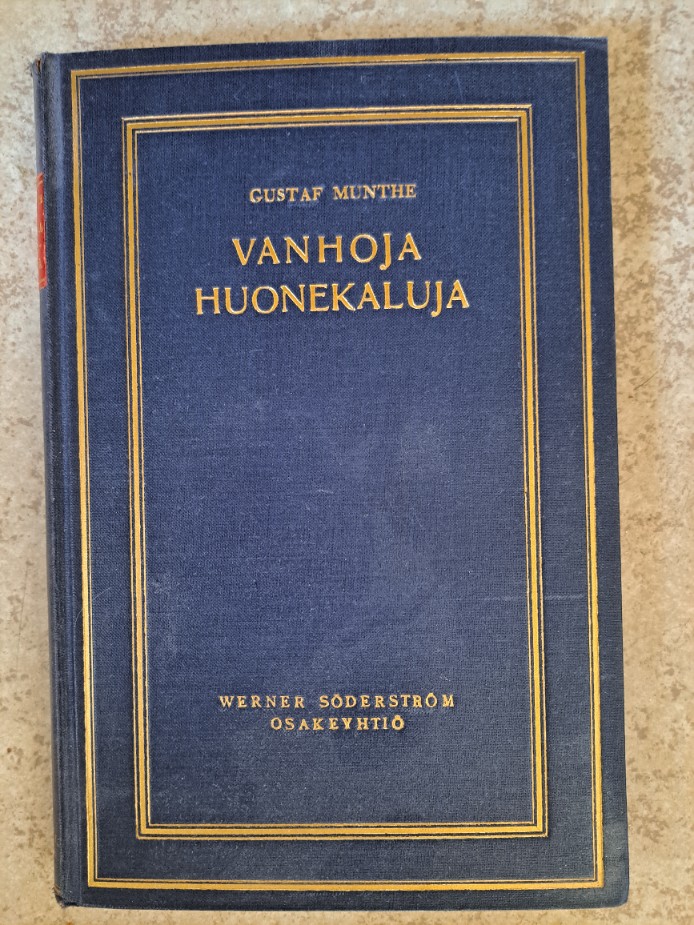 GUSTAF MUNTHE
VANHOJA
HUONEKALUJA
WERNER SÖDERSTRÖM
OSAKEYHTIÖ